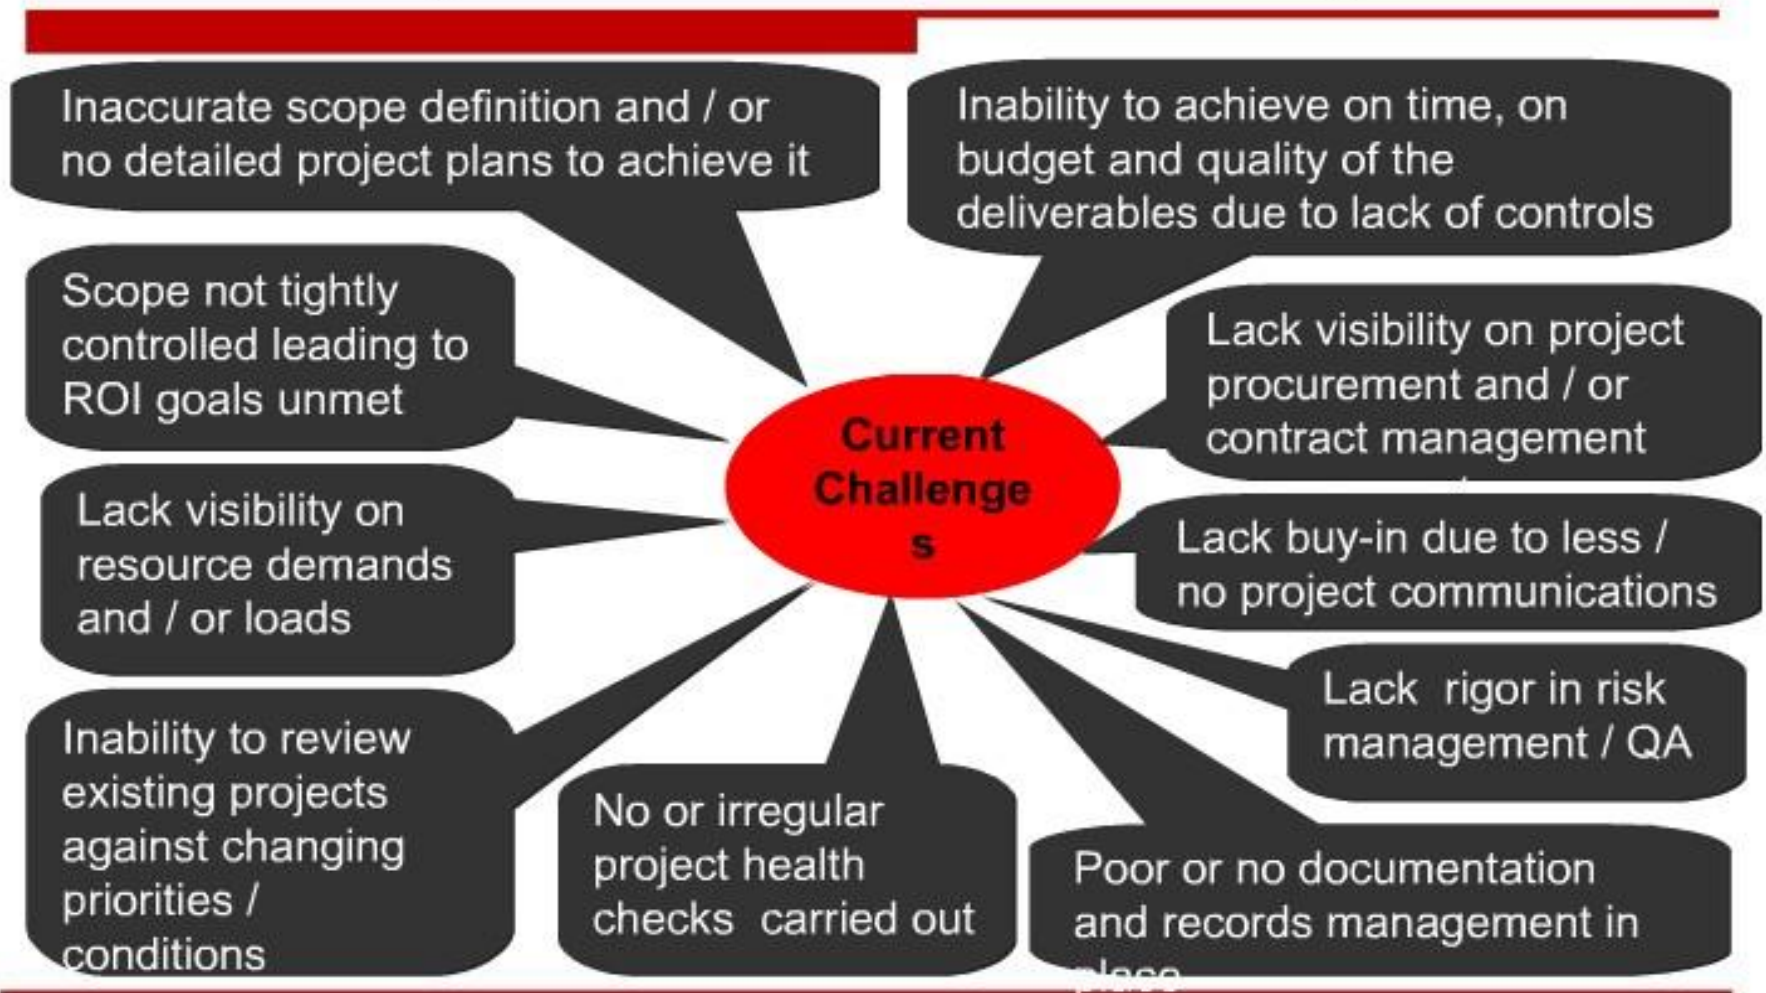 Inaccurate scope definition and / or
no detailed project plans to achieve it
Inability to achieve on time, on
budget and quality of the
deliverables due to lack of controls
Scope not tightly
controlled leading to
ROI goals unmet
Lack visibility on project
procurement and / or
contract management
Current
Challenge
s
Lack visibility on
resource demands
and / or loads
Lack buy-in due to less /
no project communications
Lack  rigor in risk
management / QA
Inability to review
existing projects
against changing
priorities /
conditions
No or irregular
project health
checks  carried out
Poor or no documentation
and records management in
place